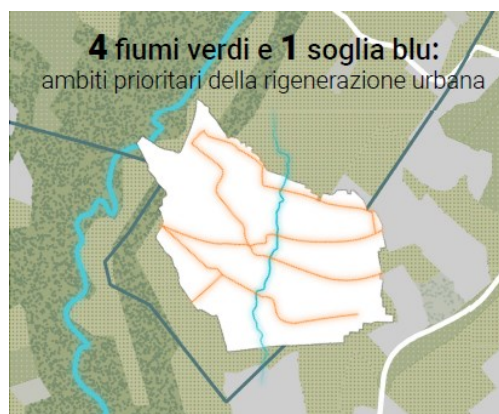 4 fiumi verdi e 1 soglia blu:
ambiti prioritari della rigenerazione urbana